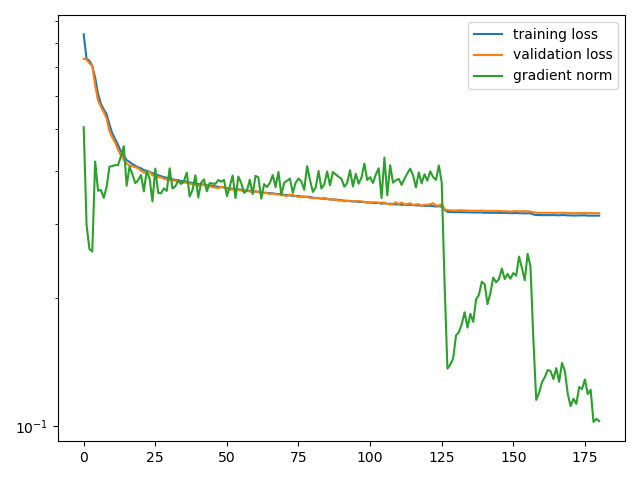 training loss
validation loss
gradient norm
10⁻¹
0 25 50 75 100 125 150 175